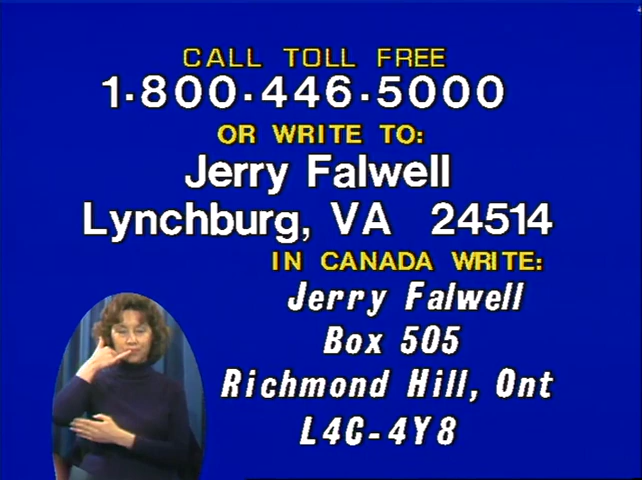 CALL TOLL FREE
1·800·446·5000
OR WRITE TO:
Jerry Falwell
Lynchburg, VA 24514
IN CANADA WRITE:
Jerry Falwell
Box 505
Richmond Hill, Ont
L4C-4Y8